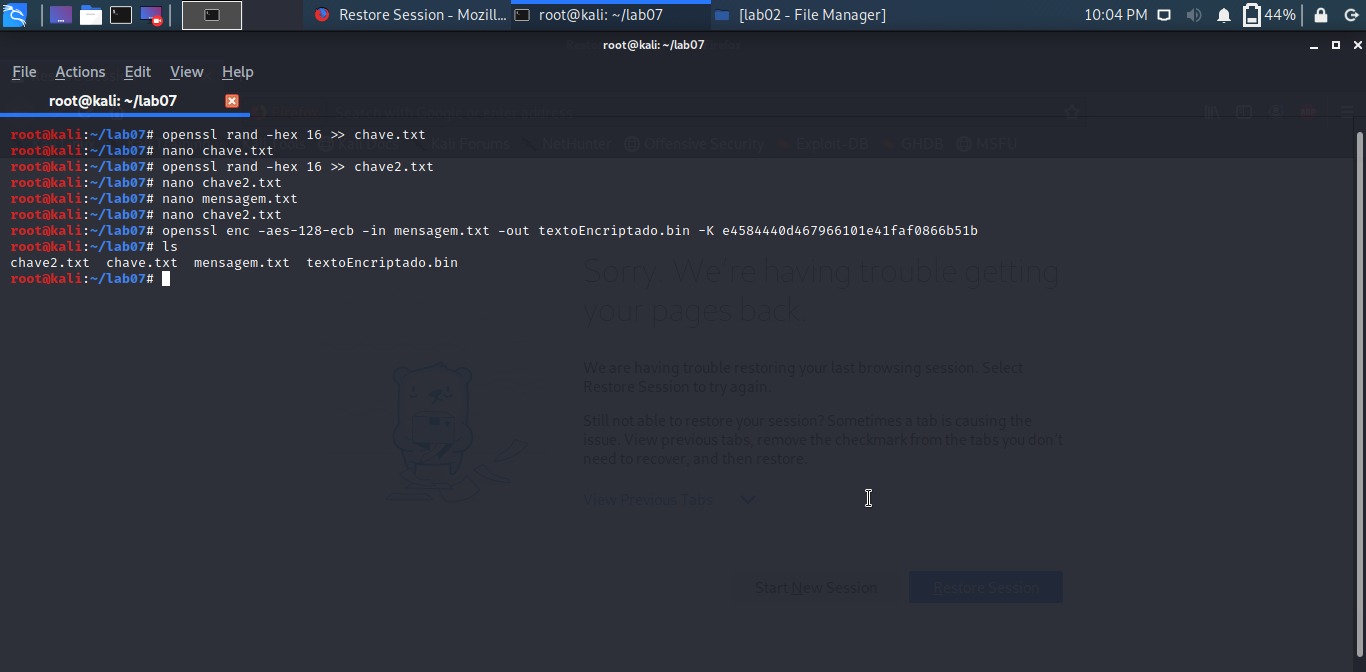 Restore Session - Mozill... root@kali: ~/lab07 [lab02 - File Manager] 10:04 PM 44%
root@kali: ~/lab07
File Actions Edit View Help
root@kali: ~/lab07
root@kali:~/lab07# openssl rand -hex 16 >> chave.txt
root@kali:~/lab07# nano chave.txt
root@kali:~/lab07# openssl rand -hex 16 >> chave2.txt
root@kali:~/lab07# nano chave2.txt
root@kali:~/lab07# nano mensagem.txt
root@kali:~/lab07# nano chave2.txt
root@kali:~/lab07# openssl enc -aes-128-ecb -in mensagem.txt -out textoEncriptado.bin -K e4584440d467966101e41faf0866b51b
root@kali:~/lab07# ls
chave2.txt chave.txt mensagem.txt textoEncriptado.bin
root@kali:~/lab07#
Kali Forums NetHunter Offensive Security Exploit-DB GHDB MSFU
Sorry. We're having trouble getting
your pages back.
We are having trouble restoring your last browsing session. Select
Restore Session to try again.
Still not able to restore your session? Sometimes a tab is causing the
issue. View previous tabs, remove the checkmark from the tabs you don't
need to recover, and then restore.
View Previous Tabs
Start New Session Restore Session